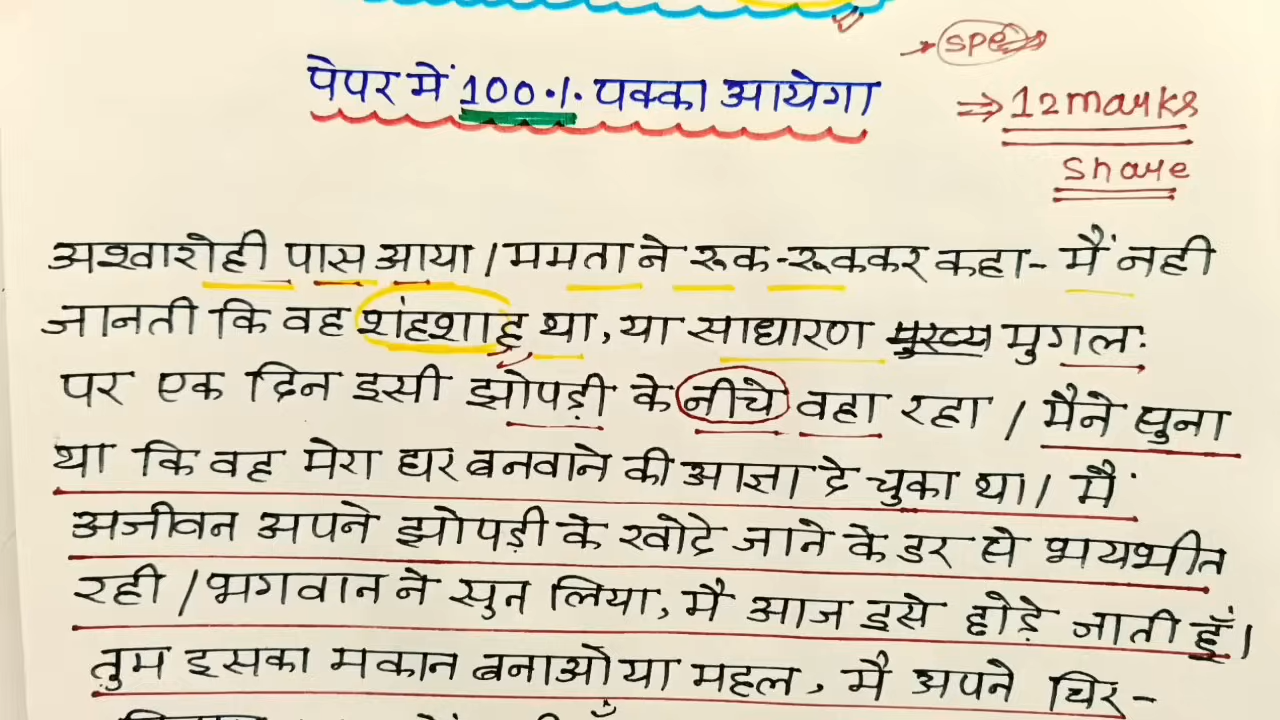 spe
पेपर में 100%. पक्का आयेगा
⇒ 12 marks
Share
अश्वारोही पास आया / ममता ने रूक-रूककर कहा- मैं नही
जानती कि वह शंहशाह था, या साधारण मुगल:
पर एक दिन इसी झोपड़ी के नीचे वहा रहा / मैने सुना
था कि वह मेरा घर बनवाने की आज्ञा दे चुका था। मैं
अजीवन अपने झोपड़ी के खोदे जाने के डर से भयभीत
रही / भगवान ने सुन लिया, मै आज इसे छोड़े जाती हूँ।
तुम इसका मकान बनाओ या महल, मै अपने चिर-